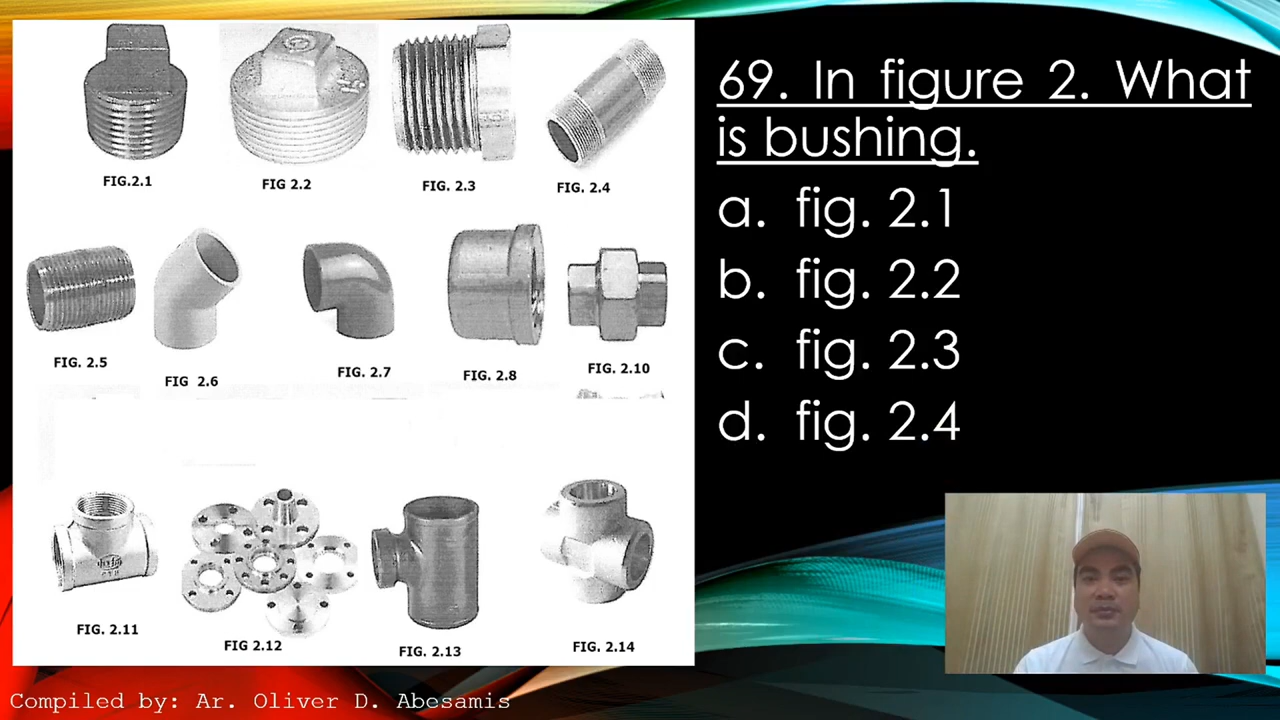 69. In figure 2. What
is bushing.
a. fig. 2.1
b. fig. 2.2
c. fig. 2.3
d. fig. 2.4
FIG.2.1
FIG 2.2
FIG. 2.3
FIG. 2.4
FIG. 2.5
FIG 2.6
FIG. 2.7
FIG. 2.8
FIG. 2.10
FIG. 2.11
FIG 2.12
FIG. 2.13
FIG. 2.14
Compiled by: Ar. Oliver D. Abesamis